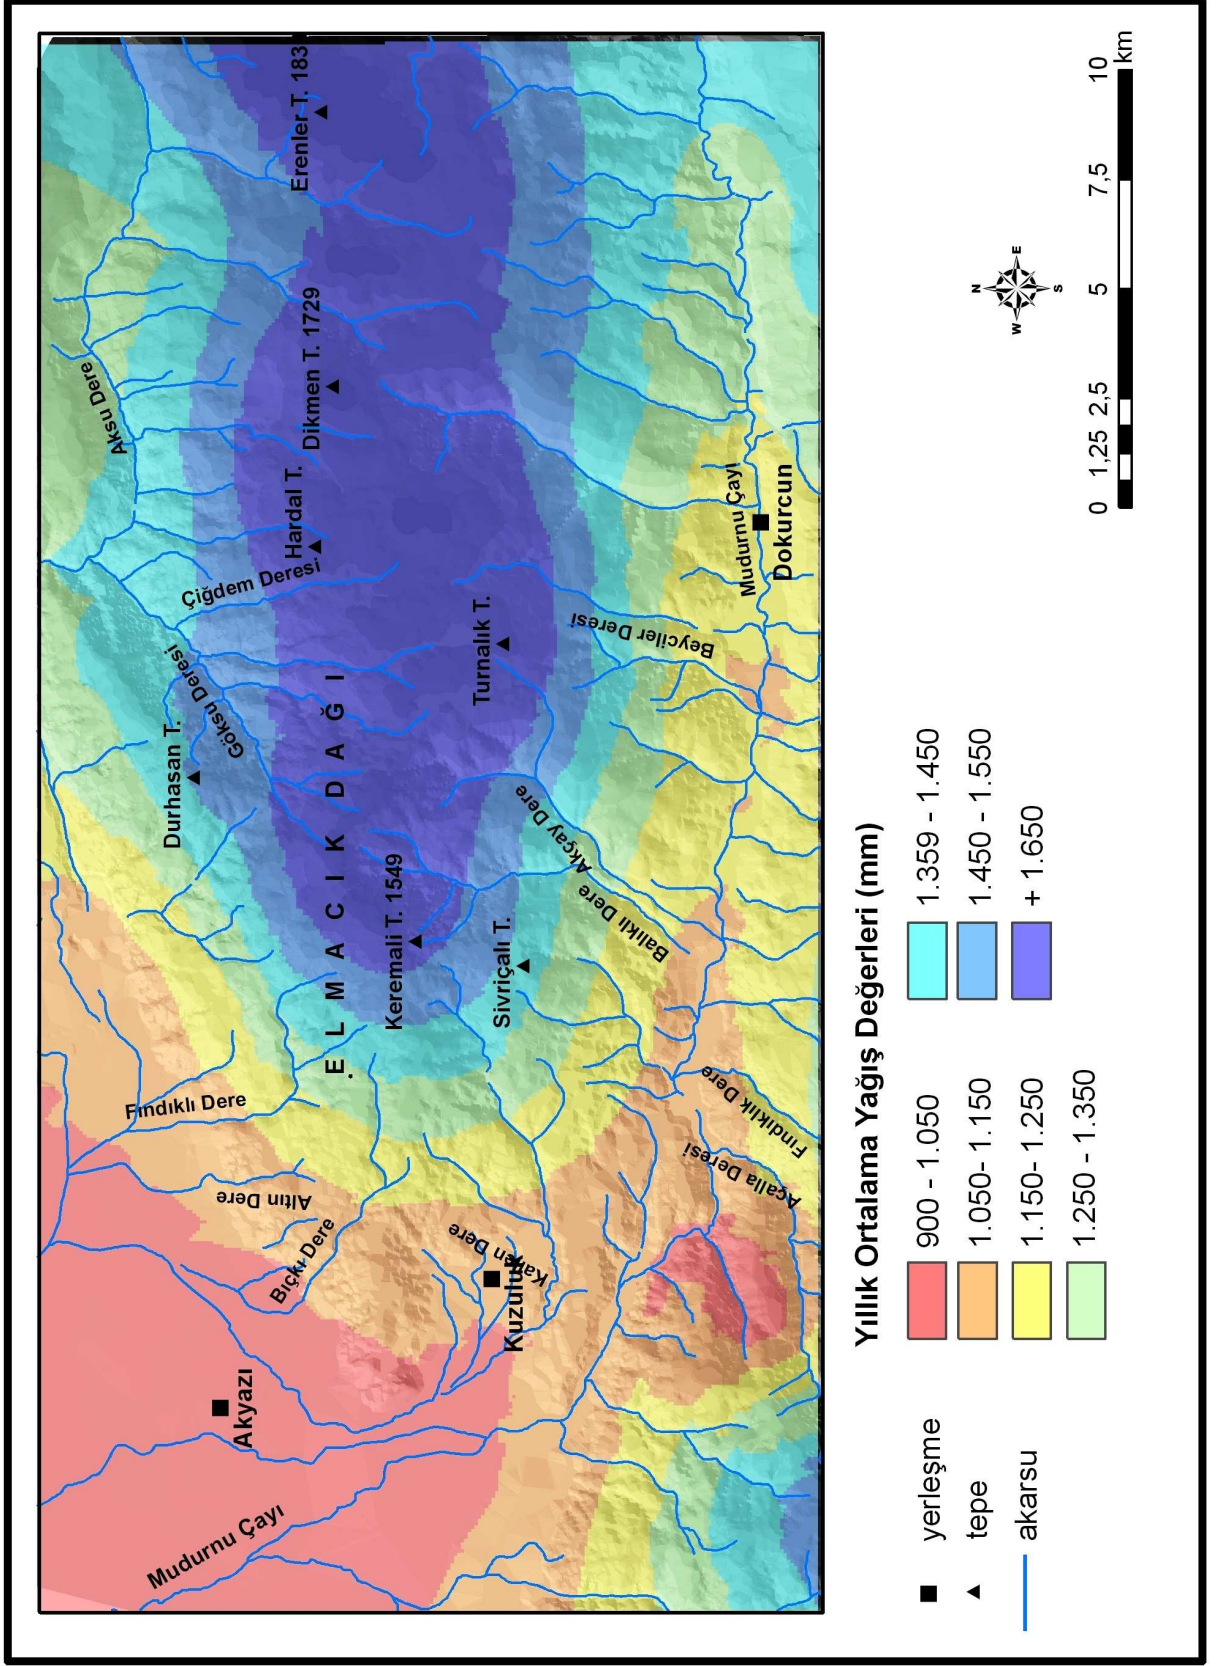 Aksu Dere
Erenler T. 183
Dikmen T. 1729
Hardal T.
Çiğdem Deresi
Göksu Deresi
Durhasan T.
Turnalık T.
Beyciler Deresi
Mudurnu Çayı
Dokurcun
ELMACIK DAĞI
Keremali T. 1549
Sivriçalı T.
Akçay Dere
Balıklı Dere
Fındıklı Dere
Altın Dere
Bıçkı Dere
Kuzuluk
Fındıklık Dere
Açalla Deresi
Akyazı
Mudurnu Çayı
N
W
E
S
0 1,25 2,5 5 7,5 10
km
yerleşme
tepe
akarsu
Yıllık Ortalama Yağış Değerleri (mm)
900 - 1.050
1.050- 1.150
1.150- 1.250
1.250 - 1.350
1.359 - 1.450
1.450 - 1.550
+ 1.650